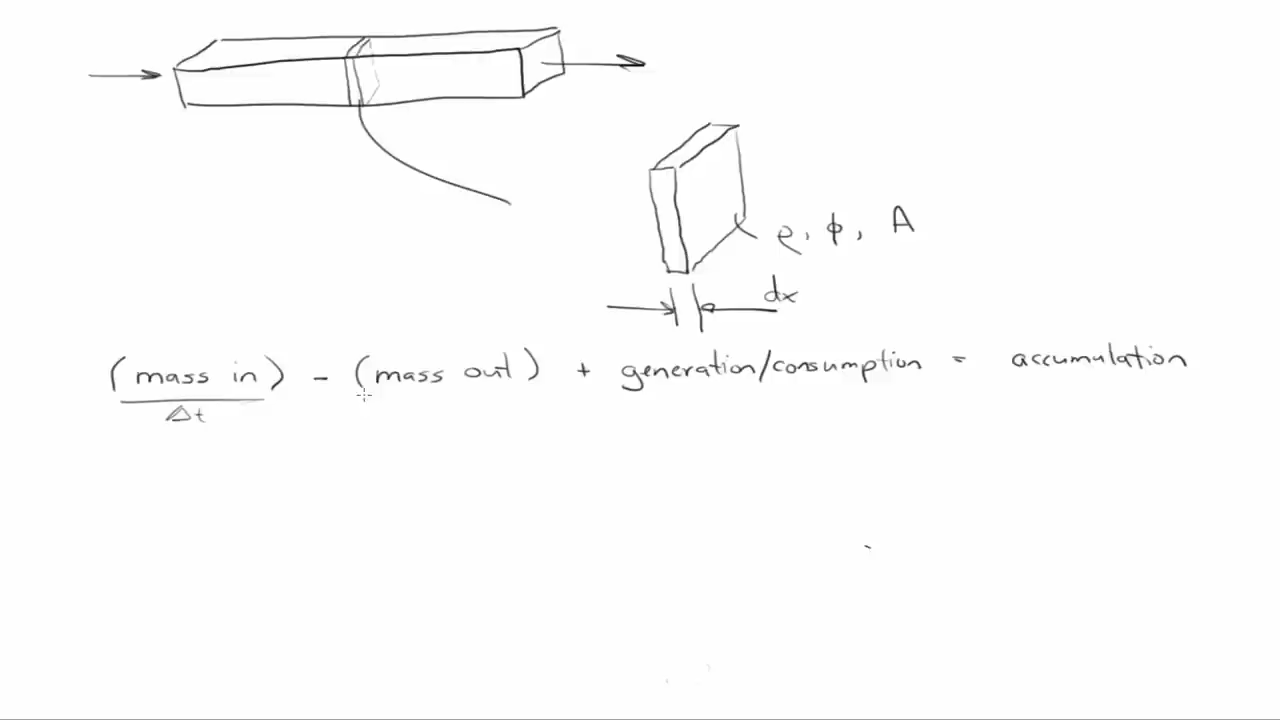 ρ, φ, A
dx
(mass in) - (mass out) + generation/consumption = accumulation
Δt